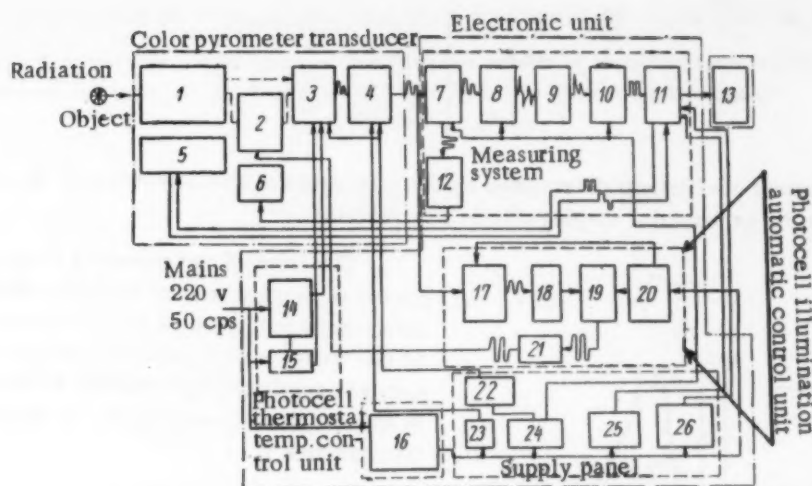 Electronic unit
Color pyrometer transducer
Radiation
Object
1
2
3
4
5
6
7
8
9
10
11
12
13
Measuring
system
Photocell illumination
automatic control unit
Mains
220 v
50 cps
14
15
17
18
19
20
21
Photocell
thermostat
temp. con-
trol unit
16
22
23
24
25
26
Supply panel